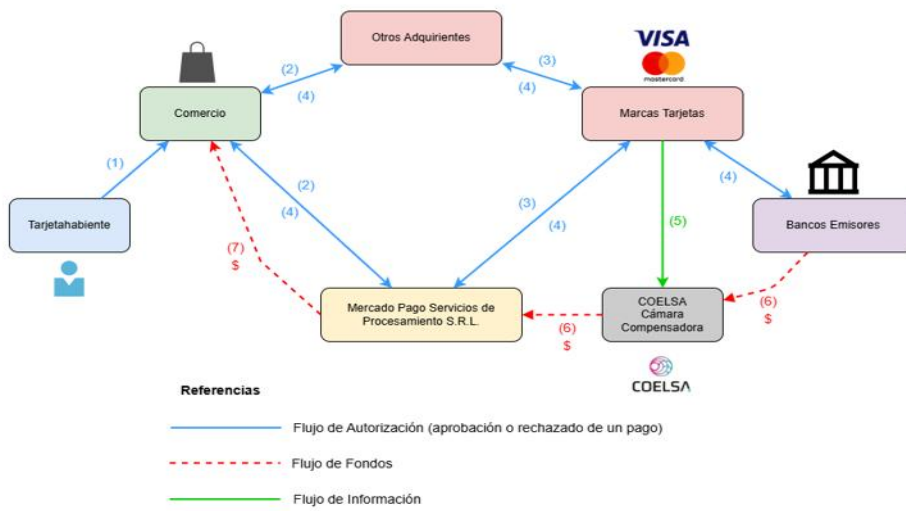 Otros Adquirientes
VISA
mastercard
(2)
(4)
(3)
(4)
Comercio
Marcas Tarjetas
(1)
(2)
(4)
(3)
(4)
(4)
Tarjetahabiente
Bancos Emisores
(5)
(7)
$
Mercado Pago Servicios de
Procesamiento S.R.L.
(6)
$
COELSA
Cámara
Compensadora
(6)
$
COELSA
Referencias
Flujo de Autorización (aprobación o rechazado de un pago)
Flujo de Fondos
Flujo de Información